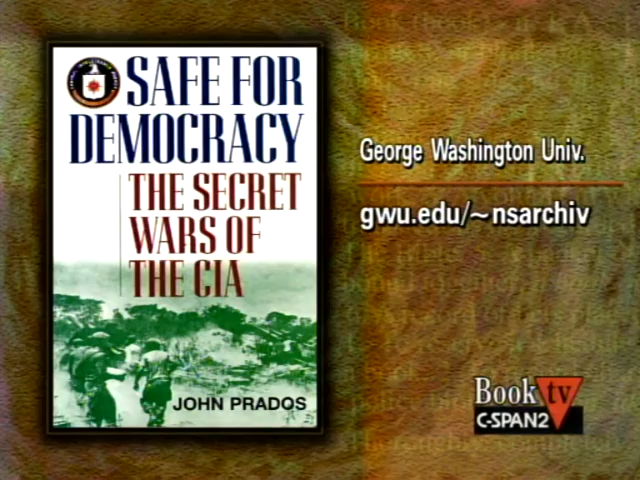 SAFE FOR
DEMOCRACY
THE SECRET
WARS OF
THE CIA
JOHN PRADOS
George Washington Univ.
gwu.edu/~nsarchiv
Book tv
C-SPAN2